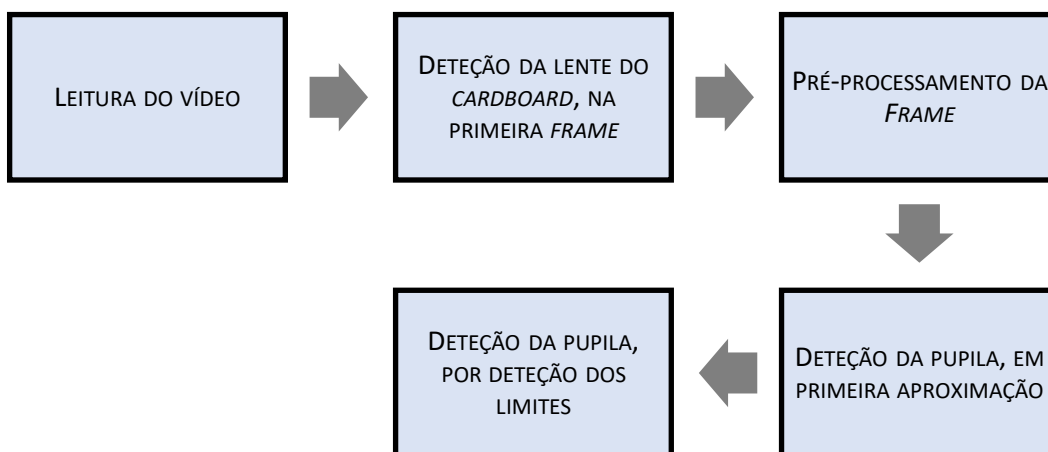 LEITURA DO VÍDEO
DETEÇÃO DA LENTE DO
CARDBOARD, NA
PRIMEIRA FRAME
PRÉ-PROCESSAMENTO DA
FRAME
DETEÇÃO DA PUPILA, EM
PRIMEIRA APROXIMAÇÃO
DETEÇÃO DA PUPILA,
POR DETEÇÃO DOS
LIMITES